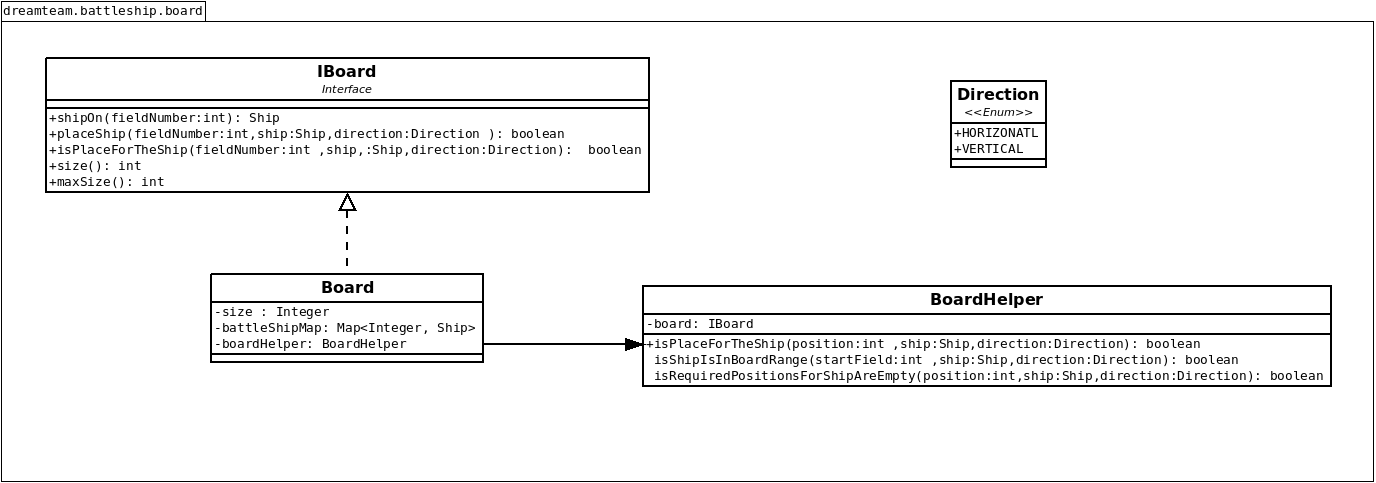 dreamteam.battleship.board
IBoard
Interface
+shipOn(fieldNumber:int): Ship
+placeShip(fieldNumber:int,ship:Ship,direction:Direction ): boolean
+isPlaceForTheShip(fieldNumber:int ,ship,:Ship,direction:Direction):  boolean
+size(): int
+maxSize(): int
Direction
<<Enum>>
+HORIZONATL
+VERTICAL
Board
-size : Integer
-battleShipMap: Map<Integer, Ship>
-boardHelper: BoardHelper
BoardHelper
-board: IBoard
+isPlaceForTheShip(position:int ,ship:Ship,direction:Direction): boolean
isShipIsInBoardRange(startField:int ,ship:Ship,direction:Direction): boolean
isRequiredPositionsForShipAreEmpty(position:int,ship:Ship,direction:Direction): boolean